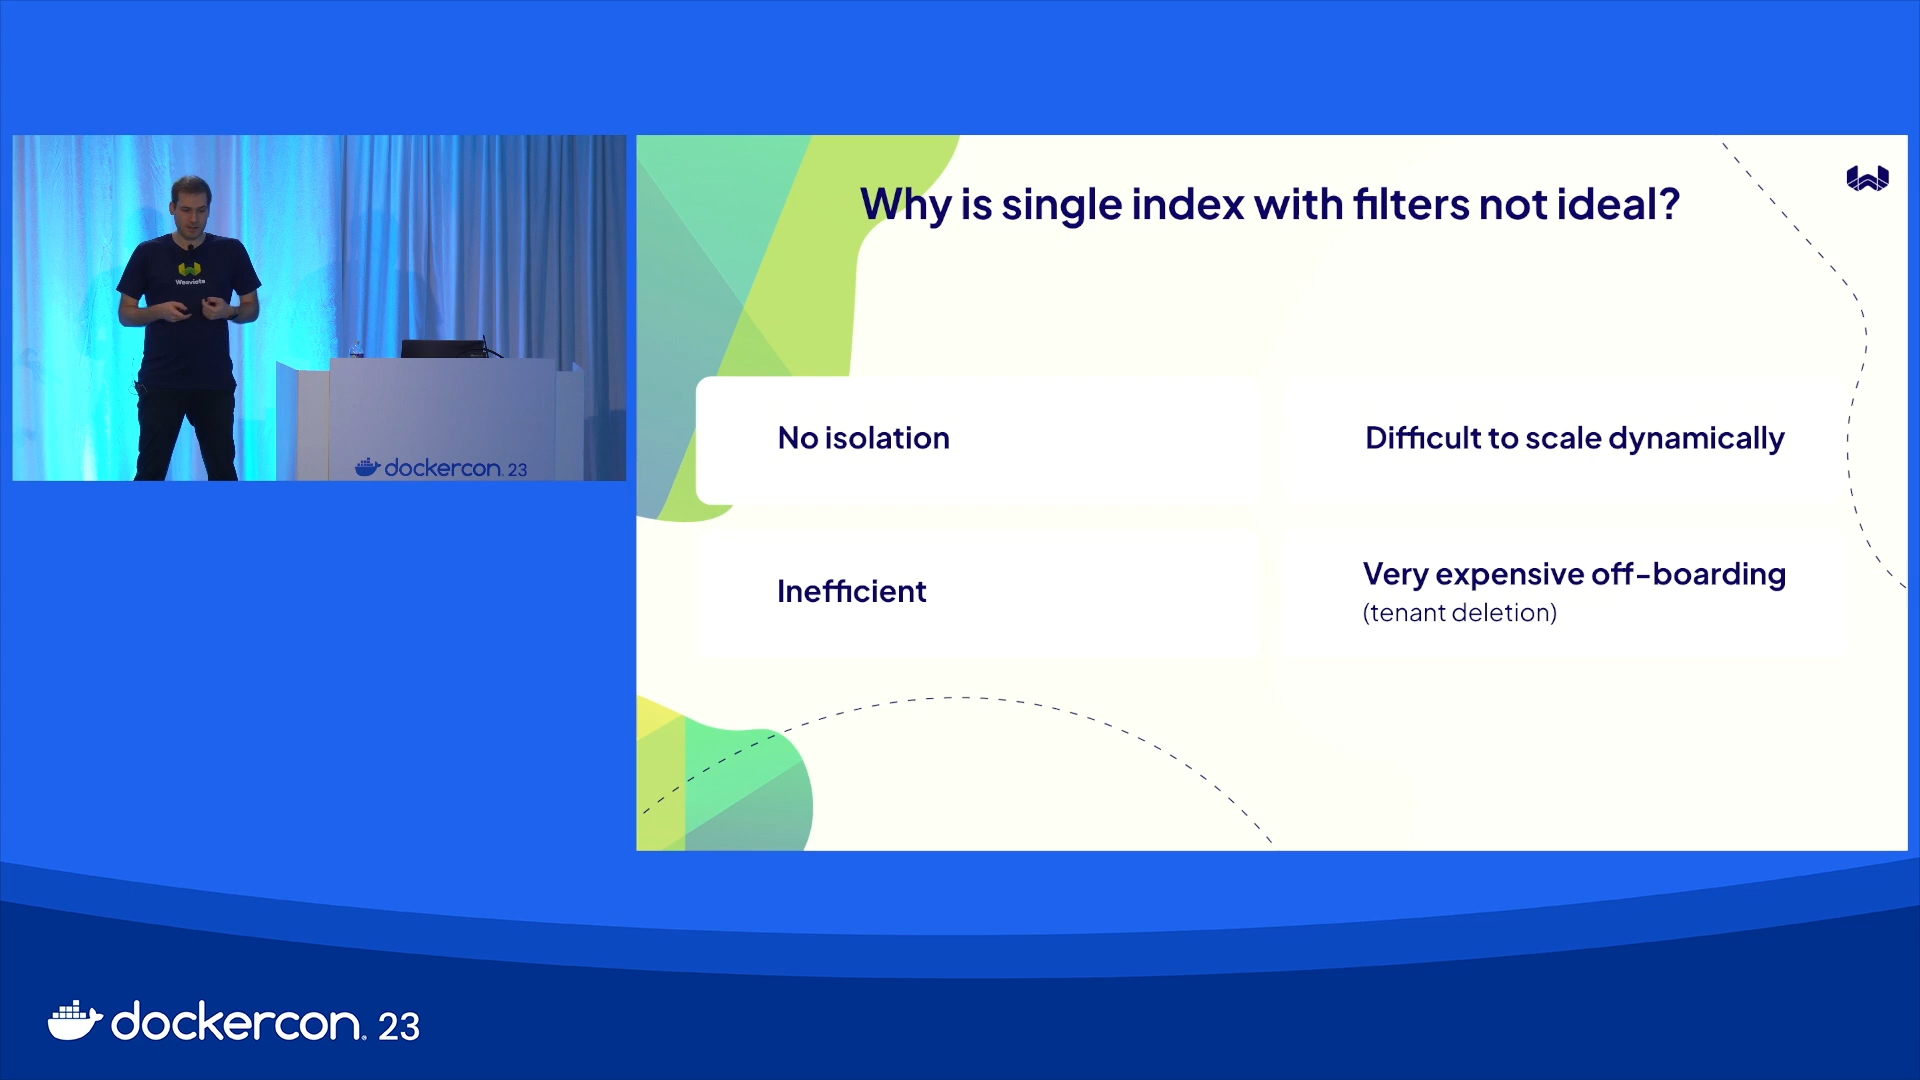 Weaviate
dockercon. 23
Why is single index with filters not ideal?
No isolation
Difficult to scale dynamically
Inefficient
Very expensive off-boarding
(tenant deletion)
dockercon. 23